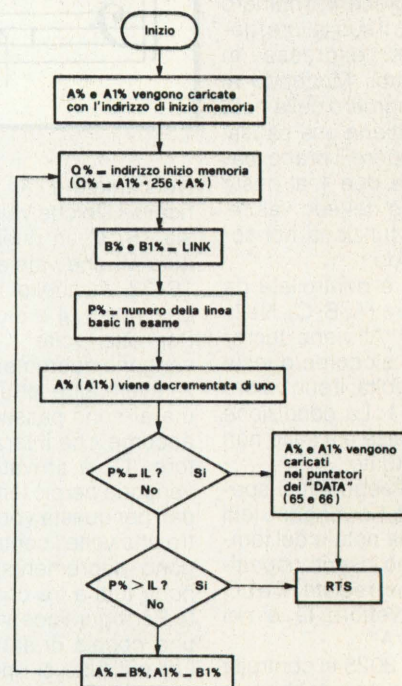 Inizio
A% e A1% vengono caricate
con l'indirizzo di inizio memoria
Q% = indirizzo inizio memoria
(Q% = A1% * 256 + A%)
B% e B1% = LINK
P% = numero della linea
basic in esame
A% (A1%) viene decrementata di uno
P% = IL ? Si
No
A% e A1% vengono
caricati
nei puntatori
dei "DATA"
(65 e 66)
P% > IL ? Si
No
RTS
A% = B%, A1% = B1%